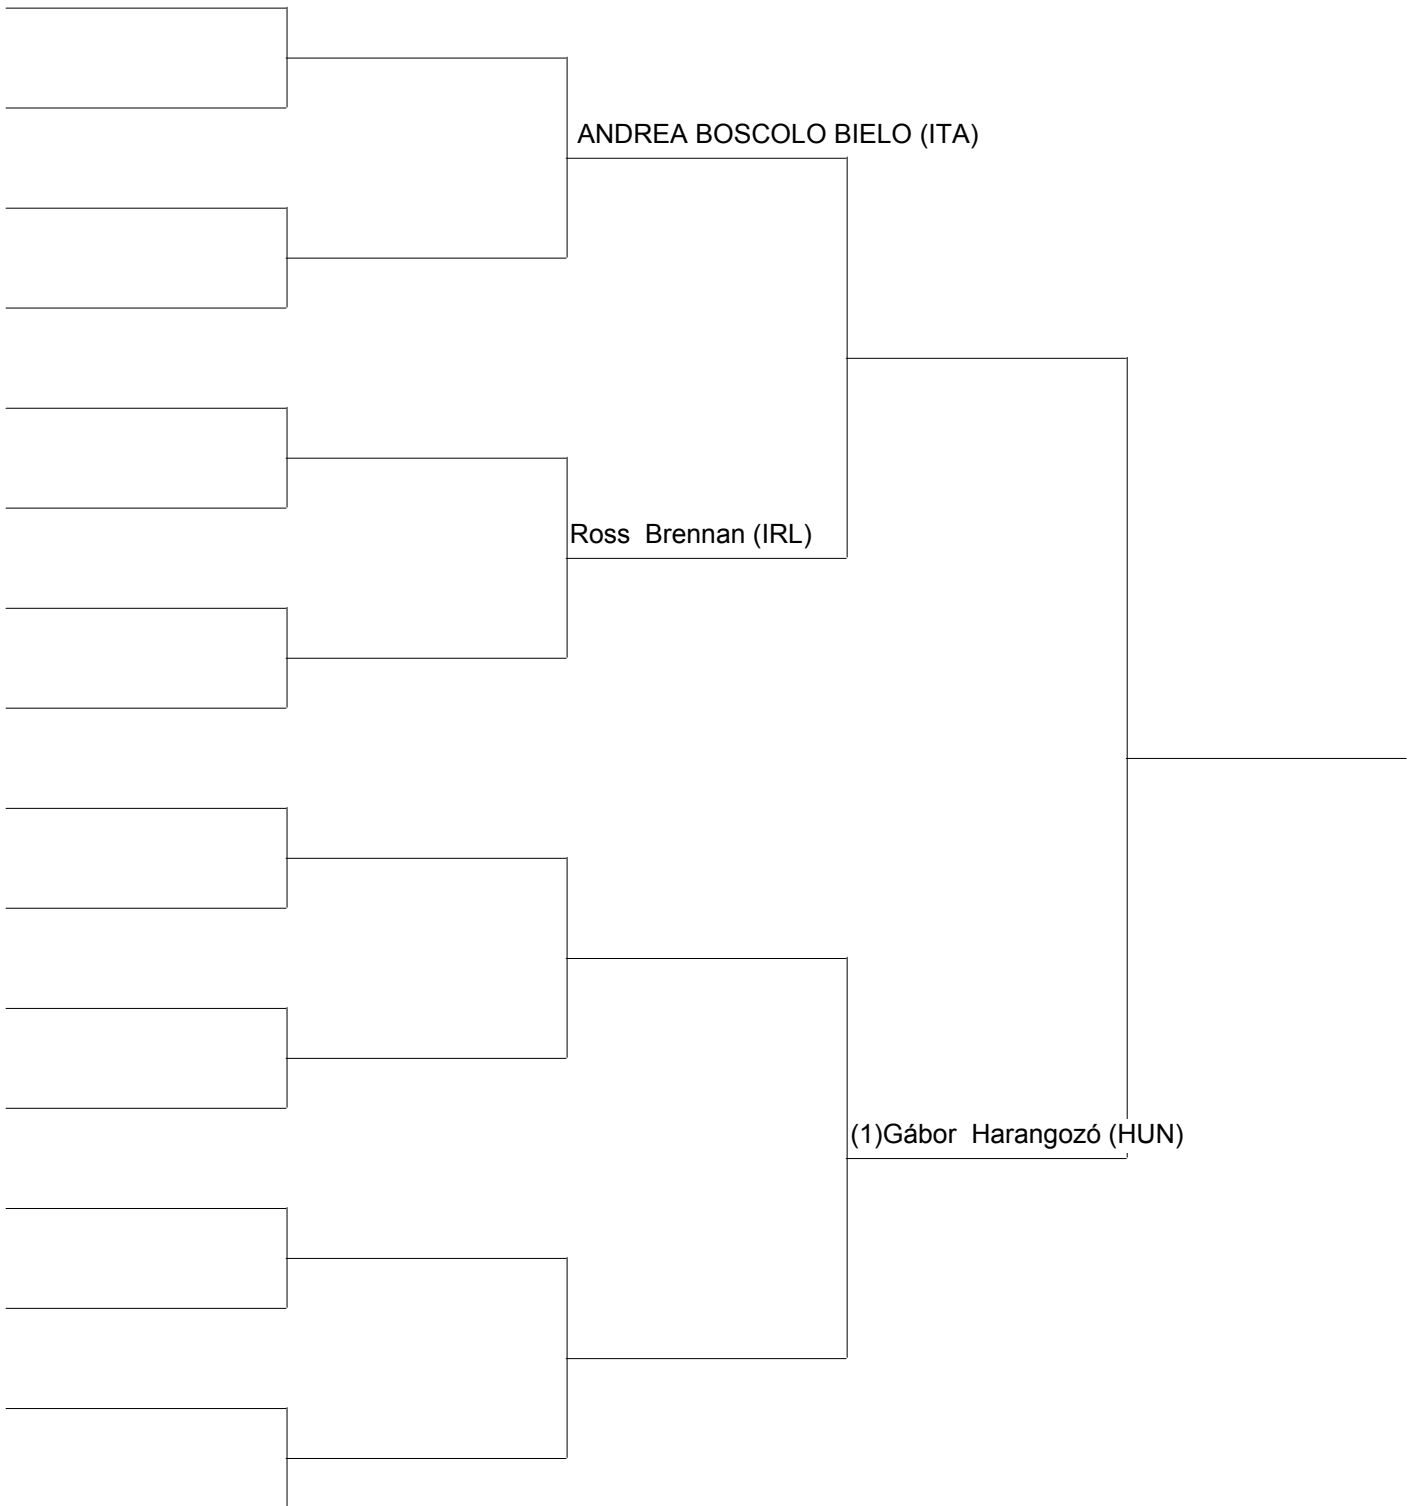 ANDREA BOSCOLO BIELO (ITA)
Ross  Brennan (IRL)
(1)Gábor  Harangozó (HUN)